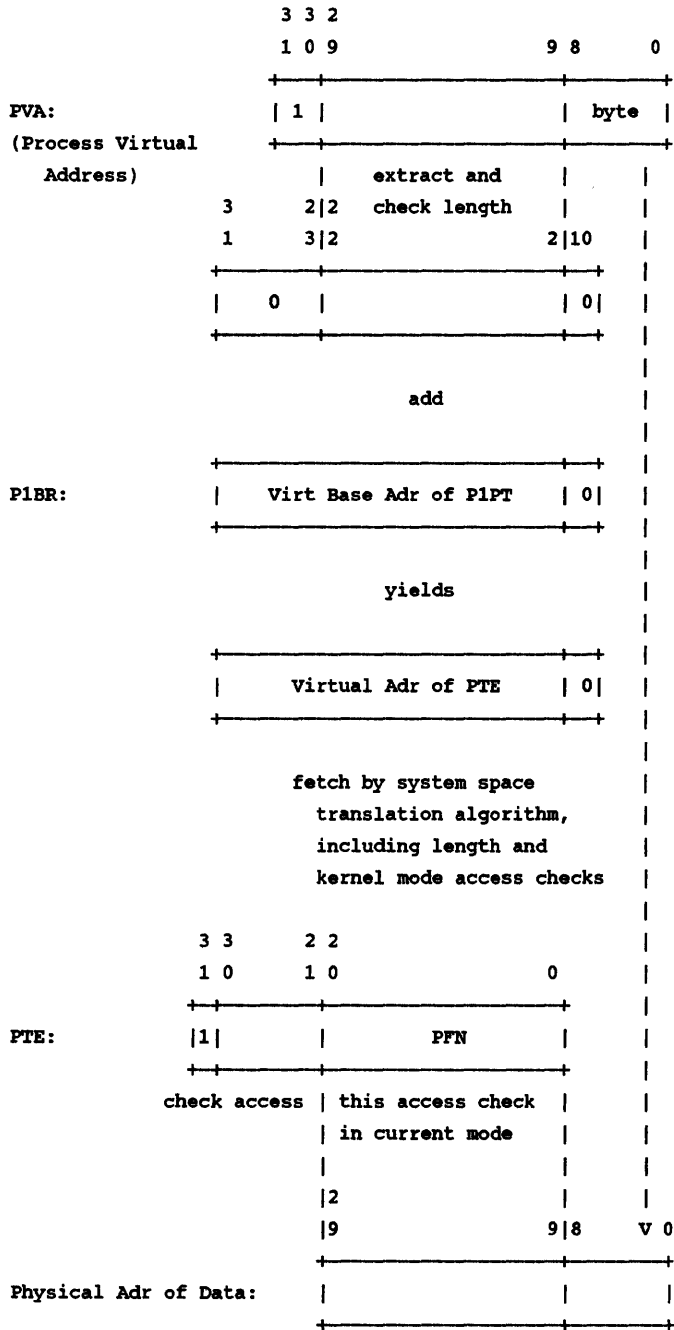 3 3 2
1 0 9 9 8 0
PVA: | 1 | | byte |
(Process Virtual
Address) | extract and | |
3 2|2 check length | |
1 3|2 2|10 |
| 0 | | 0| |
add |
P1BR: | Virt Base Adr of P1PT | 0| |
yields |
| Virtual Adr of PTE | 0| |
fetch by system space |
translation algorithm, |
including length and |
kernel mode access checks |
3 3 2 2 |
1 0 1 0 0 |
PTE: |1| | PFN | |
check access | this access check | |
| in current mode | |
|2 | |
|9 9|8 V 0
Physical Adr of Data: | | |